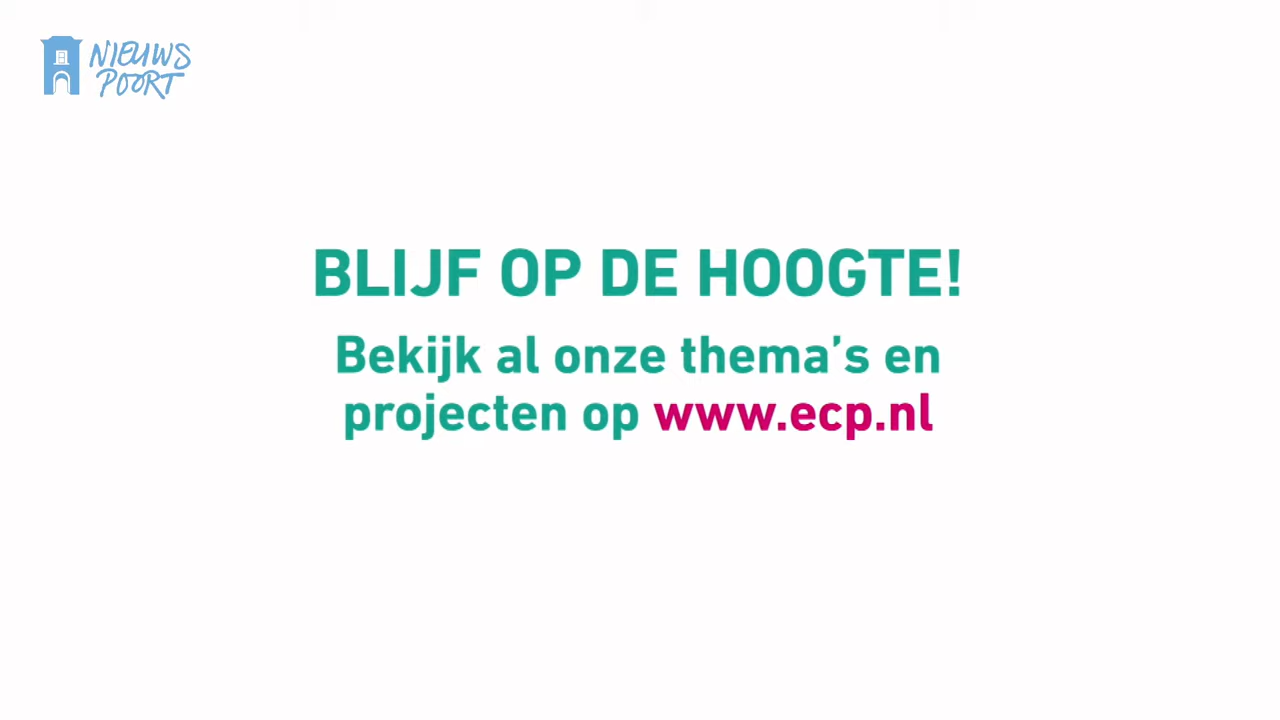 NIEUWS
POORT
BLIJF OP DE HOOGTE!
Bekijk al onze thema's en
projecten op www.ecp.nl